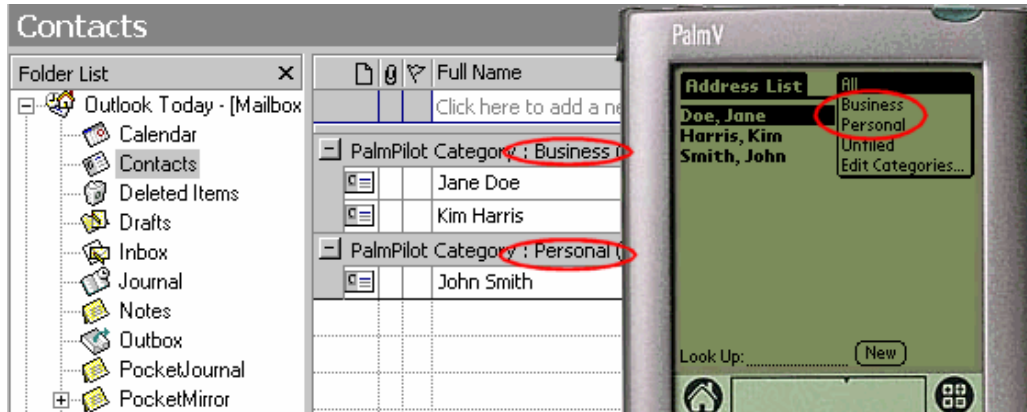 Contacts
Folder List
Outlook Today - [Mailbox
Calendar
Contacts
Deleted Items
Drafts
Inbox
Journal
Notes
Outbox
PocketJournal
PocketMirror
Full Name
Click here to add a ne
PalmPilot Category : Business
Jane Doe
Kim Harris
PalmPilot Category : Personal (
John Smith
PalmV
Address List
All
Business
Personal
Unfiled
Edit Categories...
Doe, Jane
Harris, Kim
Smith, John
Look Up:
New